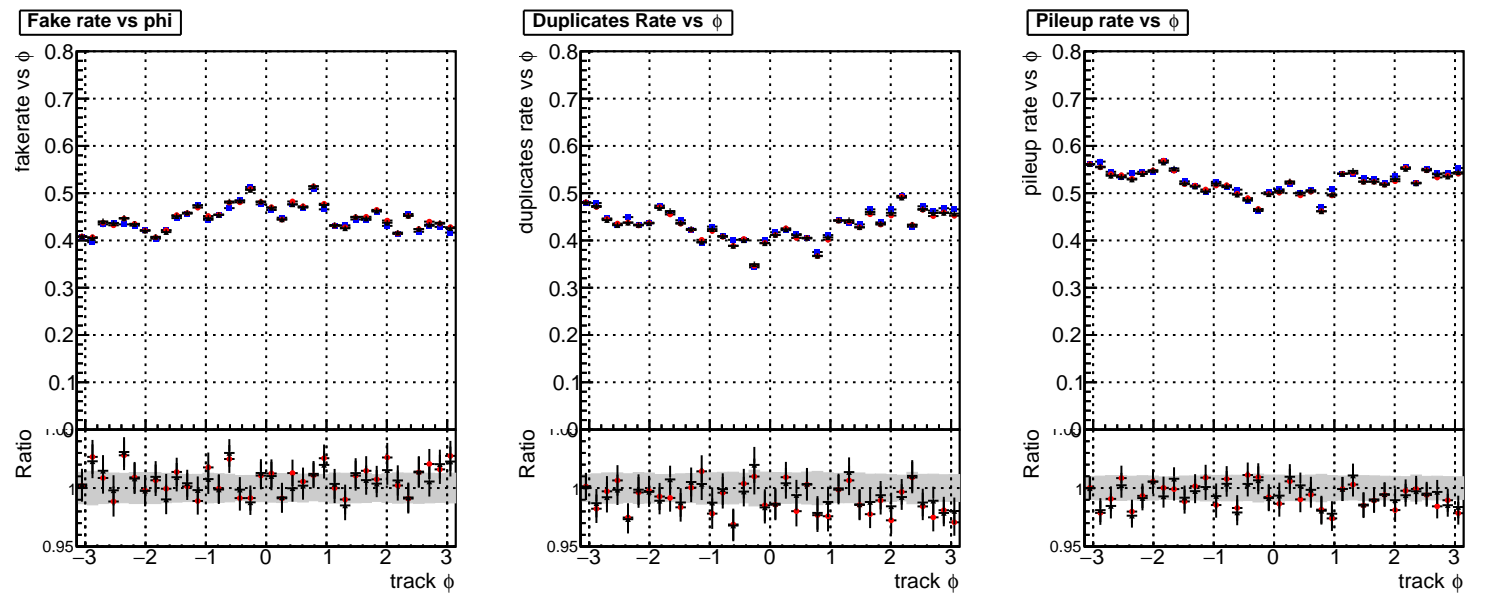 Fake rate vs phi
fakerate vs ϕ
0.8
0.7
0.6
0.5
0.4
0.3
0.2
0.1
0
Ratio
1
0.95
−3 −2 −1 0 1 2 3
track ϕ
Duplicates Rate vs ϕ
duplicates rate vs ϕ
0.8
0.7
0.6
0.5
0.4
0.3
0.2
0.1
0
Ratio
1
0.95
−3 −2 −1 0 1 2 3
track ϕ
Pileup rate vs ϕ
pileup rate vs ϕ
0.8
0.7
0.6
0.5
0.4
0.3
0.2
0.1
0
Ratio
1
0.95
−3 −2 −1 0 1 2 3
track ϕ